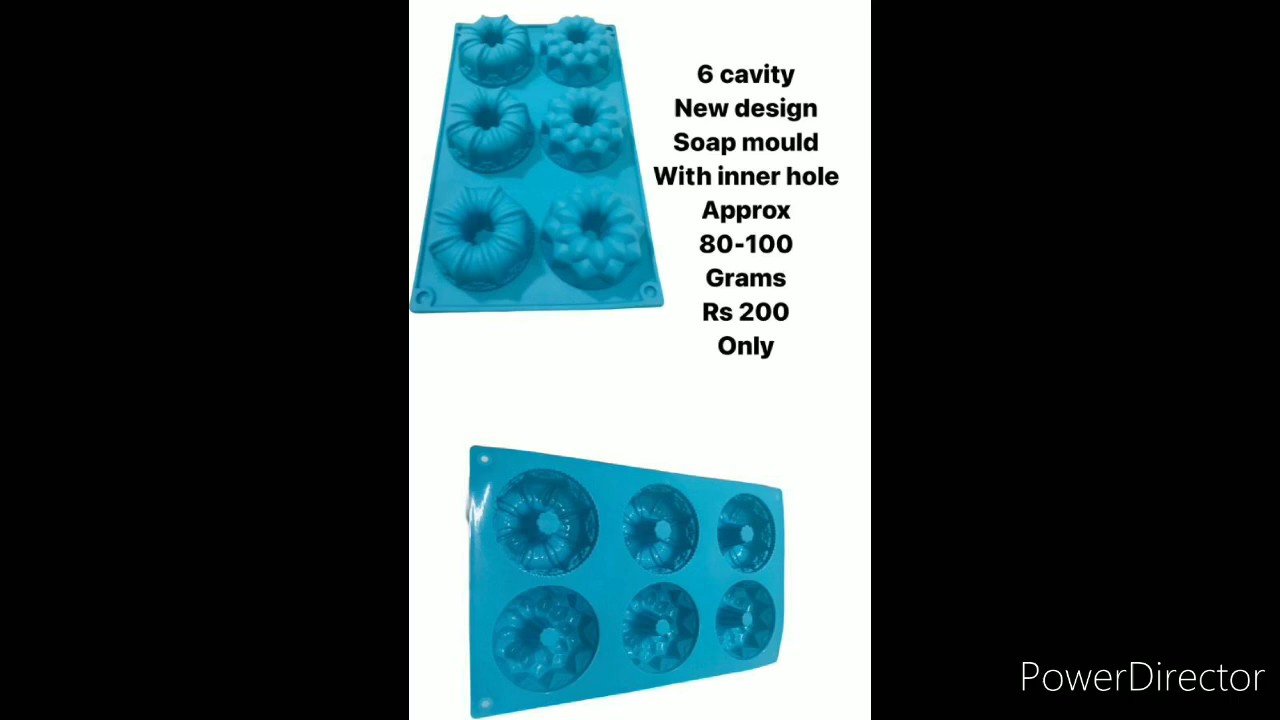 6 cavity
New design
Soap mould
With inner hole
Approx
80-100
Grams
Rs 200
Only
PowerDirector